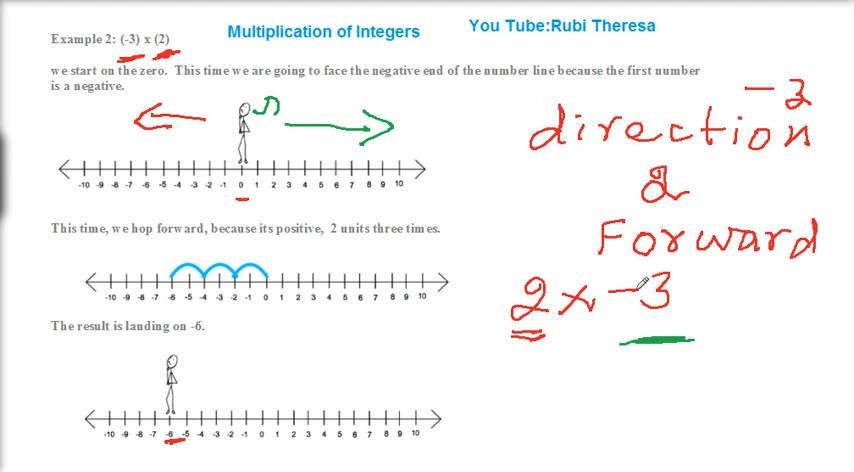 Multiplication of Integers
You Tube:Rubi Theresa
Example 2: (-3) x (2)
we start on the zero. This time we are going to face the negative end of the number line because the first number
is a negative.
-10 -9 -8 -7 -6 -5 -4 -3 -2 -1 0 1 2 3 4 5 6 7 8 9 10
This time, we hop forward, because its positive, 2 units three times.
-10 -9 -8 -7 -6 -5 -4 -3 -2 -1 0 1 2 3 4 5 6 7 8 9 10
The result is landing on -6.
-10 -9 -8 -7 -6 -5 -4 -3 -2 -1 0 1 2 3 4 5 6 7 8 9 10
-3
direction
2
Forward
2 x -3